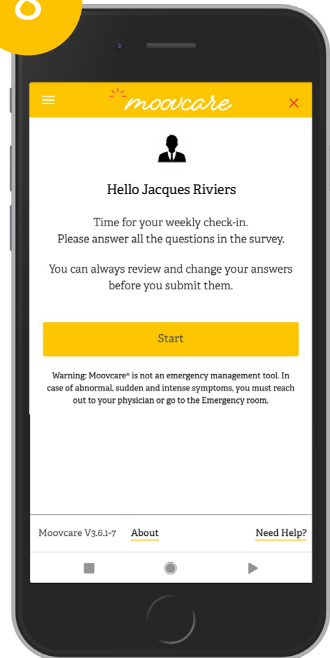 8
moovcare
Hello Jacques Riviers
Time for your weekly check-in.
Please answer all the questions in the survey.
You can always review and change your answers
before you submit them.
Start
Warning: Moovcare® is not an emergency management tool. In
case of abnormal, sudden and intense symptoms, you must reach
out to your physician or go to the Emergency room.
Moovcare V3.6.1-7 About Need Help?